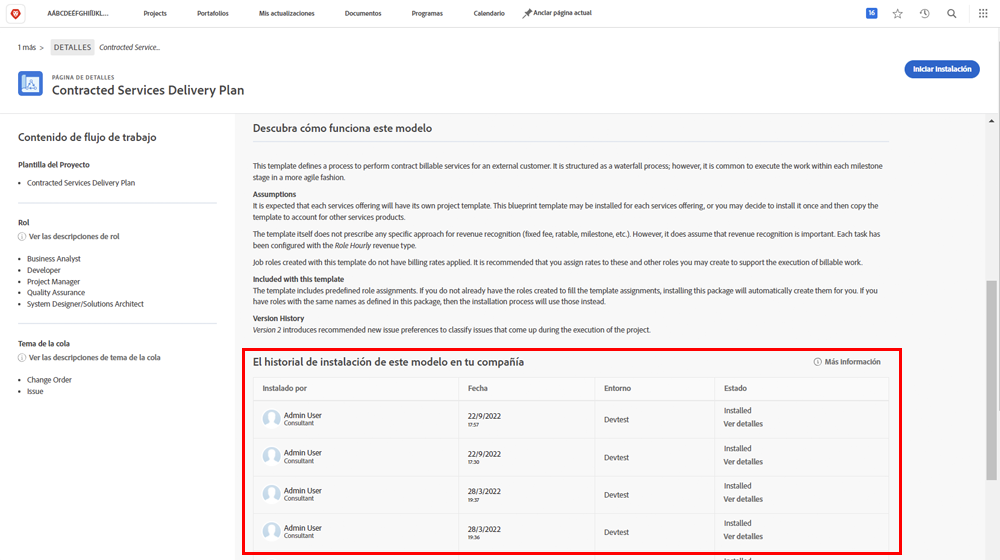 AÁBCDEÉFGHIÍIJKL... Projects Portafolios Mis actualizaciones Documentos Programas Calendario Anclar página actual 16
1 más > DETALLES Contracted Service...
PÁGINA DE DETALLES
Contracted Services Delivery Plan
Iniciar instalación
Contenido de flujo de trabajo
Plantilla del Proyecto
• Contracted Services Delivery Plan
Rol
Ver las descripciones de rol
• Business Analyst
• Developer
• Project Manager
• Quality Assurance
• System Designer/Solutions Architect
Tema de la cola
Ver las descripciones de tema de la cola
• Change Order
• Issue
Descubra cómo funciona este modelo
This template defines a process to perform contract billable services for an external customer. It is structured as a waterfall process; however, it is common to execute the work within each milestone
stage in a more agile fashion.
Assumptions
It is expected that each services offering will have its own project template. This blueprint template may be installed for each services offering, or you may decide to install it once and then copy the
template to account for other services products.
The template itself does not prescribe any specific approach for revenue recognition (fixed fee, ratable, milestone, etc.). However, it does assume that revenue recognition is important. Each task has
been configured with the Role Hourly revenue type.
Job roles created with this template do not have billing rates applied. It is recommended that you assign rates to these and other roles you may create to support the execution of billable work.
Included with this template
The template includes predefined role assignments. If you do not already have the roles created to fill the template assignments, installing this package will automatically create them for you. If you
have roles with the same names as defined in this package, then the installation process will use those instead.
Version History
Version 2 introduces recommended new issue preferences to classify issues that come up during the execution of the project.
El historial de instalación de este modelo en tu compañía
Más información
Instalado por Fecha Entorno Estado
Admin User
Consultant
22/9/2022
17:57
Devtest
Installed
Ver detalles
Admin User
Consultant
22/9/2022
17:30
Devtest
Installed
Ver detalles
Admin User
Consultant
28/3/2022
19:37
Devtest
Installed
Ver detalles
Admin User
Consultant
28/3/2022
19:36
Devtest
Installed
Ver detalles